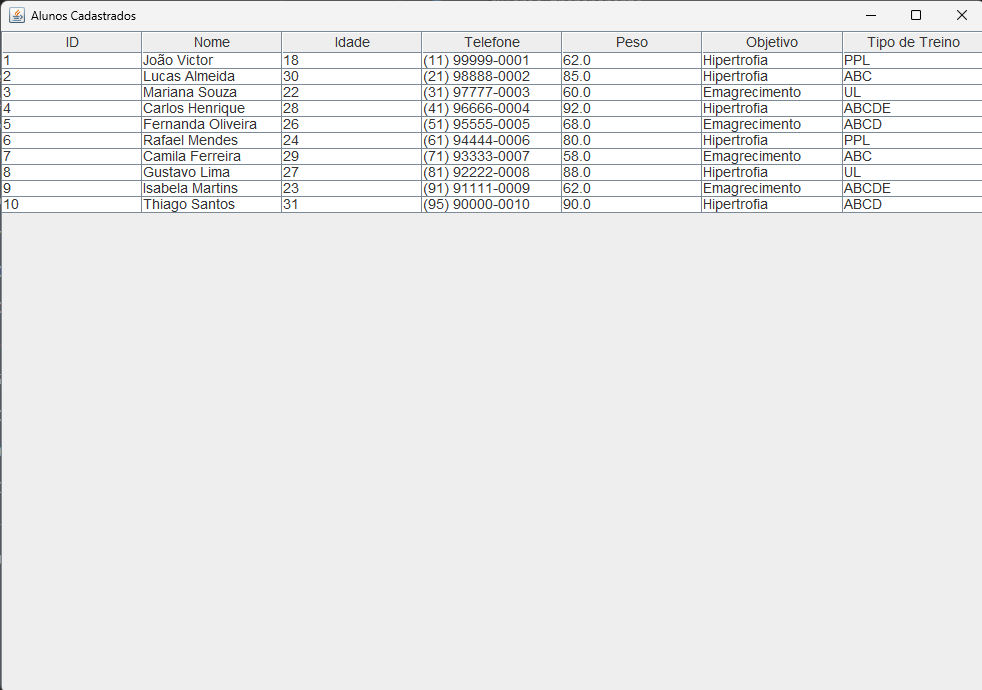 Alunos Cadastrados
ID Nome Idade Telefone Peso Objetivo Tipo de Treino
1 João Victor 18 (11) 99999-0001 62.0 Hipertrofia PPL
2 Lucas Almeida 30 (21) 98888-0002 85.0 Hipertrofia ABC
3 Mariana Souza 22 (31) 97777-0003 60.0 Emagrecimento UL
4 Carlos Henrique 28 (41) 96666-0004 92.0 Hipertrofia ABCDE
5 Fernanda Oliveira 26 (51) 95555-0005 68.0 Emagrecimento ABCD
6 Rafael Mendes 24 (61) 94444-0006 80.0 Hipertrofia PPL
7 Camila Ferreira 29 (71) 93333-0007 58.0 Emagrecimento ABC
8 Gustavo Lima 27 (81) 92222-0008 88.0 Hipertrofia UL
9 Isabela Martins 23 (91) 91111-0009 62.0 Emagrecimento ABCDE
10 Thiago Santos 31 (95) 90000-0010 90.0 Hipertrofia ABCD